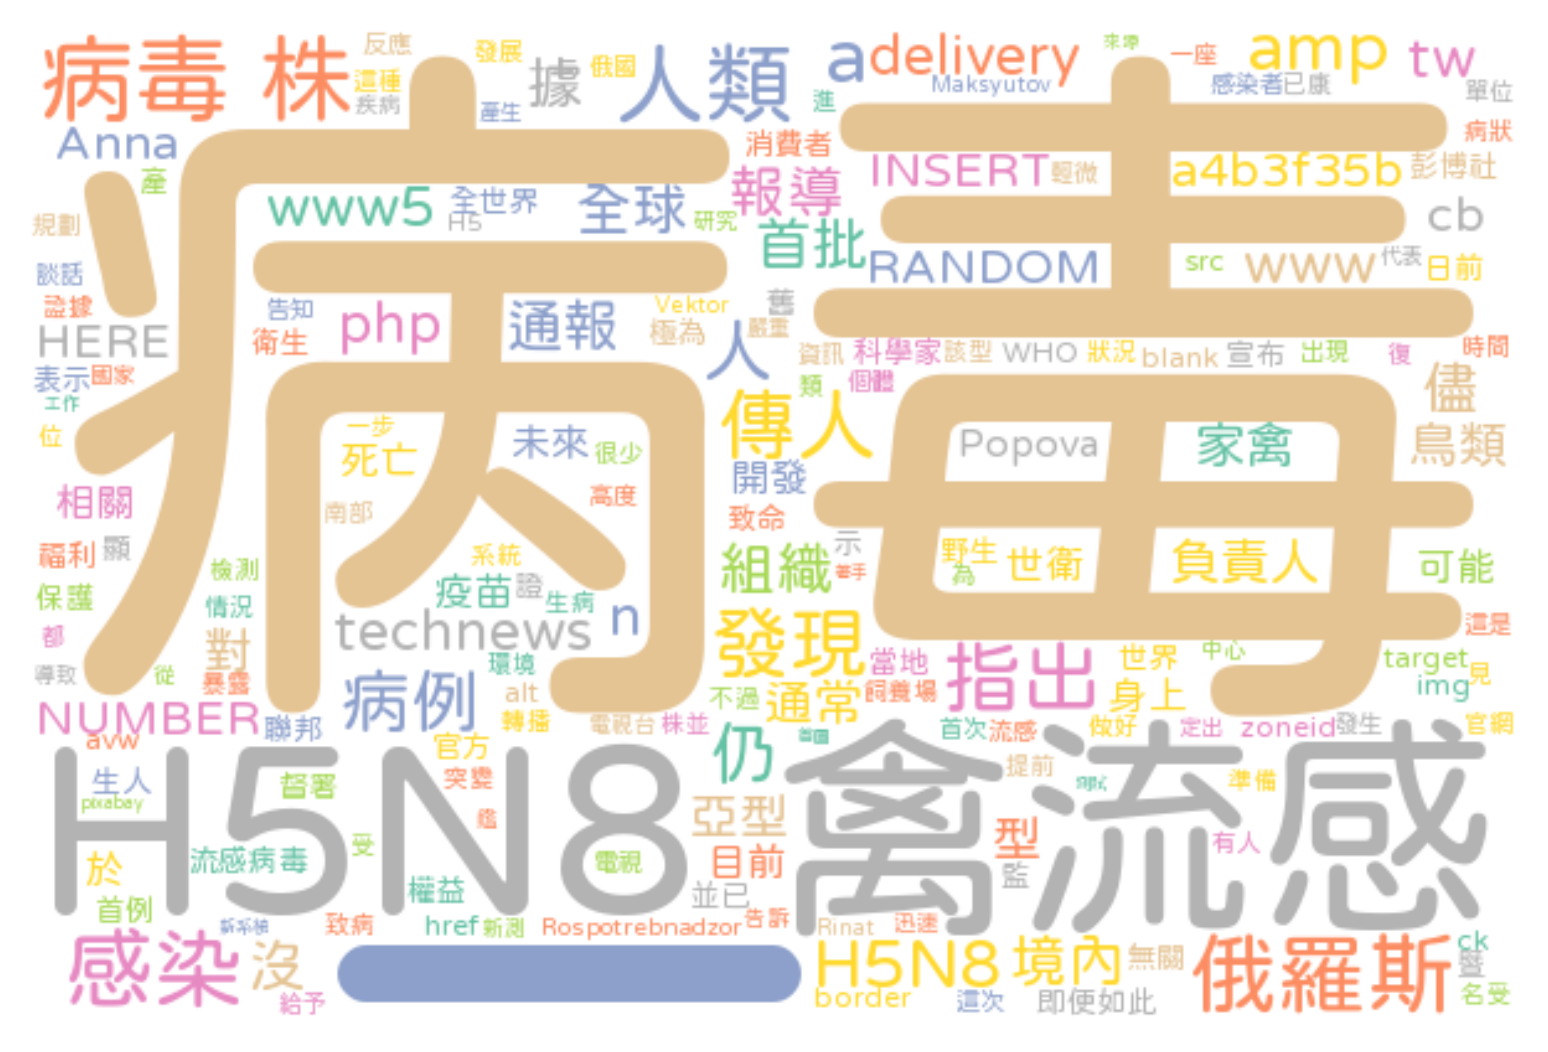 病毒 株 反應 發展 俄國 人類 a delivery 來源 一座 amp tw
這種 據 Maksyutov 感染者 已康 單位
疾病 產生 進
Anna 消費者 病狀
產 INSERT 輕微 a4b3f35b 彭博社
病毒
www5 全世界 全球 報導 cb
規劃 H5 研究 首批
談話 RANDOM src www 代表 日前
證據 告知 php 通報 Vektor 舊
HERE 衛生 極為 嚴重 人
表示 國家 資訊 科學家 該型 WHO 狀況 blank 宣布 出現 復 時間
工作 類 個體 儘
位 一步 死亡 未來 很少 傳人 Popova 家禽 鳥類
開發
相關 南部 高度 致命
福利 顯 系統 組織 示 野生 世衛 負責人 可能
檢測 著手 為
保護 情況 疫苗 證 生病
都 對 technews n 發現 這是
導致 從 暴露 環境 當地 指出 世界 中心 target 見
病例 alt 不過 通常 飼養場 身上 img
NUMBER 聯邦 轉播 電視台 株並 首次 流感 做好 定出 zoneid 發生 官網
avw 官方 仍
H5N8 禽流感
生人 督署 突變 提前 準備
pixabay 亞型 型
於 流感病毒 受 電視 目前 有人
權益 並已 監
首例 致病 href 新測 Rospotrebnadzor 告訴 Rinat 迅速
感染 沒 H5N8 境內 無關 俄羅斯 ck
暨
給予 border 這次 即便如此 名受